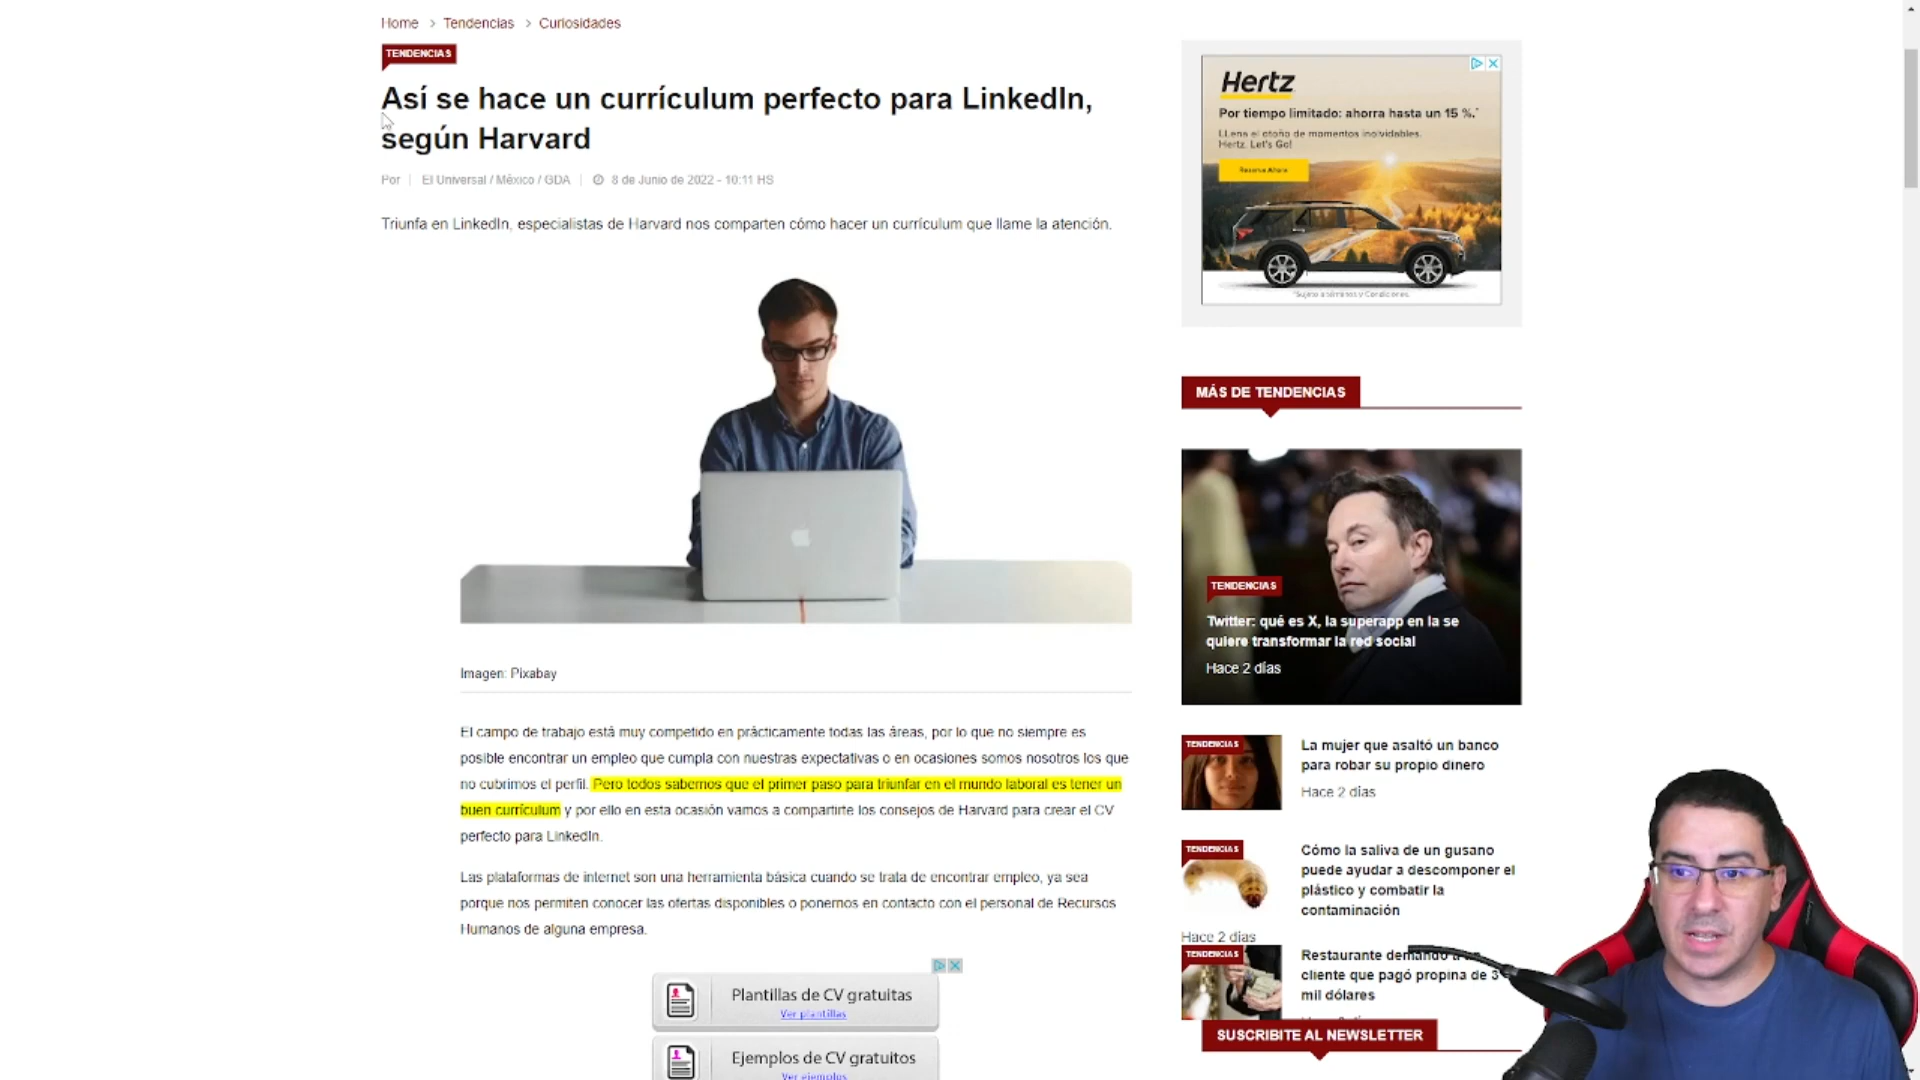 Home > Tendencias > Curiosidades
TENDENCIAS
Así se hace un currículum perfecto para LinkedIn,
según Harvard
Por | El Universal / México / GDA | 8 de Junio de 2022 - 10:11 HS
Triunfa en LinkedIn, especialistas de Harvard nos comparten cómo hacer un currículum que llame la atención.
Imagen: Pixabay
El campo de trabajo está muy competido en prácticamente todas las áreas, por lo que no siempre es
posible encontrar un empleo que cumpla con nuestras expectativas o en ocasiones somos nosotros los que
no cubrimos el perfil. Pero todos sabemos que el primer paso para triunfar en el mundo laboral es tener un
buen currículum y por ello en esta ocasión vamos a compartirte los consejos de Harvard para crear el CV
perfecto para LinkedIn.
Las plataformas de internet son una herramienta básica cuando se trata de encontrar empleo, ya sea
porque nos permiten conocer las ofertas disponibles o ponernos en contacto con el personal de Recursos
Humanos de alguna empresa.
Plantillas de CV gratuitas
Ver plantillas
Ejemplos de CV gratuitos
Ver ejemplos
Hertz
Por tiempo limitado: ahorra hasta un 15 %.*
LLena el otoño de momentos inolvidables.
Hertz. Let's Go!
Reserve Ahora
*Sujeto a términos y Condiciones.
MÁS DE TENDENCIAS
TENDENCIAS
Twitter: qué es X, la superapp en la se
quiere transformar la red social
Hace 2 días
TENDENCIAS
La mujer que asaltó un banco
para robar su propio dinero
Hace 2 días
TENDENCIAS
Cómo la saliva de un gusano
puede ayudar a descomponer el
plástico y combatir la
contaminación
Hace 2 días
TENDENCIAS
Restaurante demandó a
cliente que pagó propina de 3
mil dólares
SUSCRIBITE AL NEWSLETTER